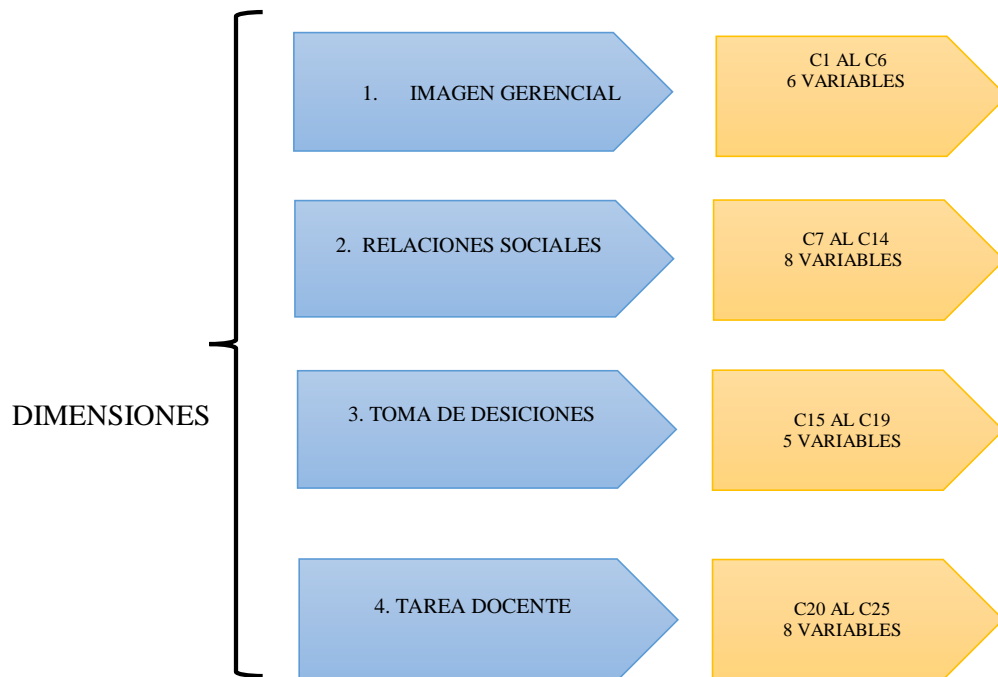 DIMENSIONES
1. IMAGEN GERENCIAL
C1 AL C6
6 VARIABLES
2. RELACIONES SOCIALES
C7 AL C14
8 VARIABLES
3. TOMA DE DESICIONES
C15 AL C19
5 VARIABLES
4. TAREA DOCENTE
C20 AL C25
8 VARIABLES